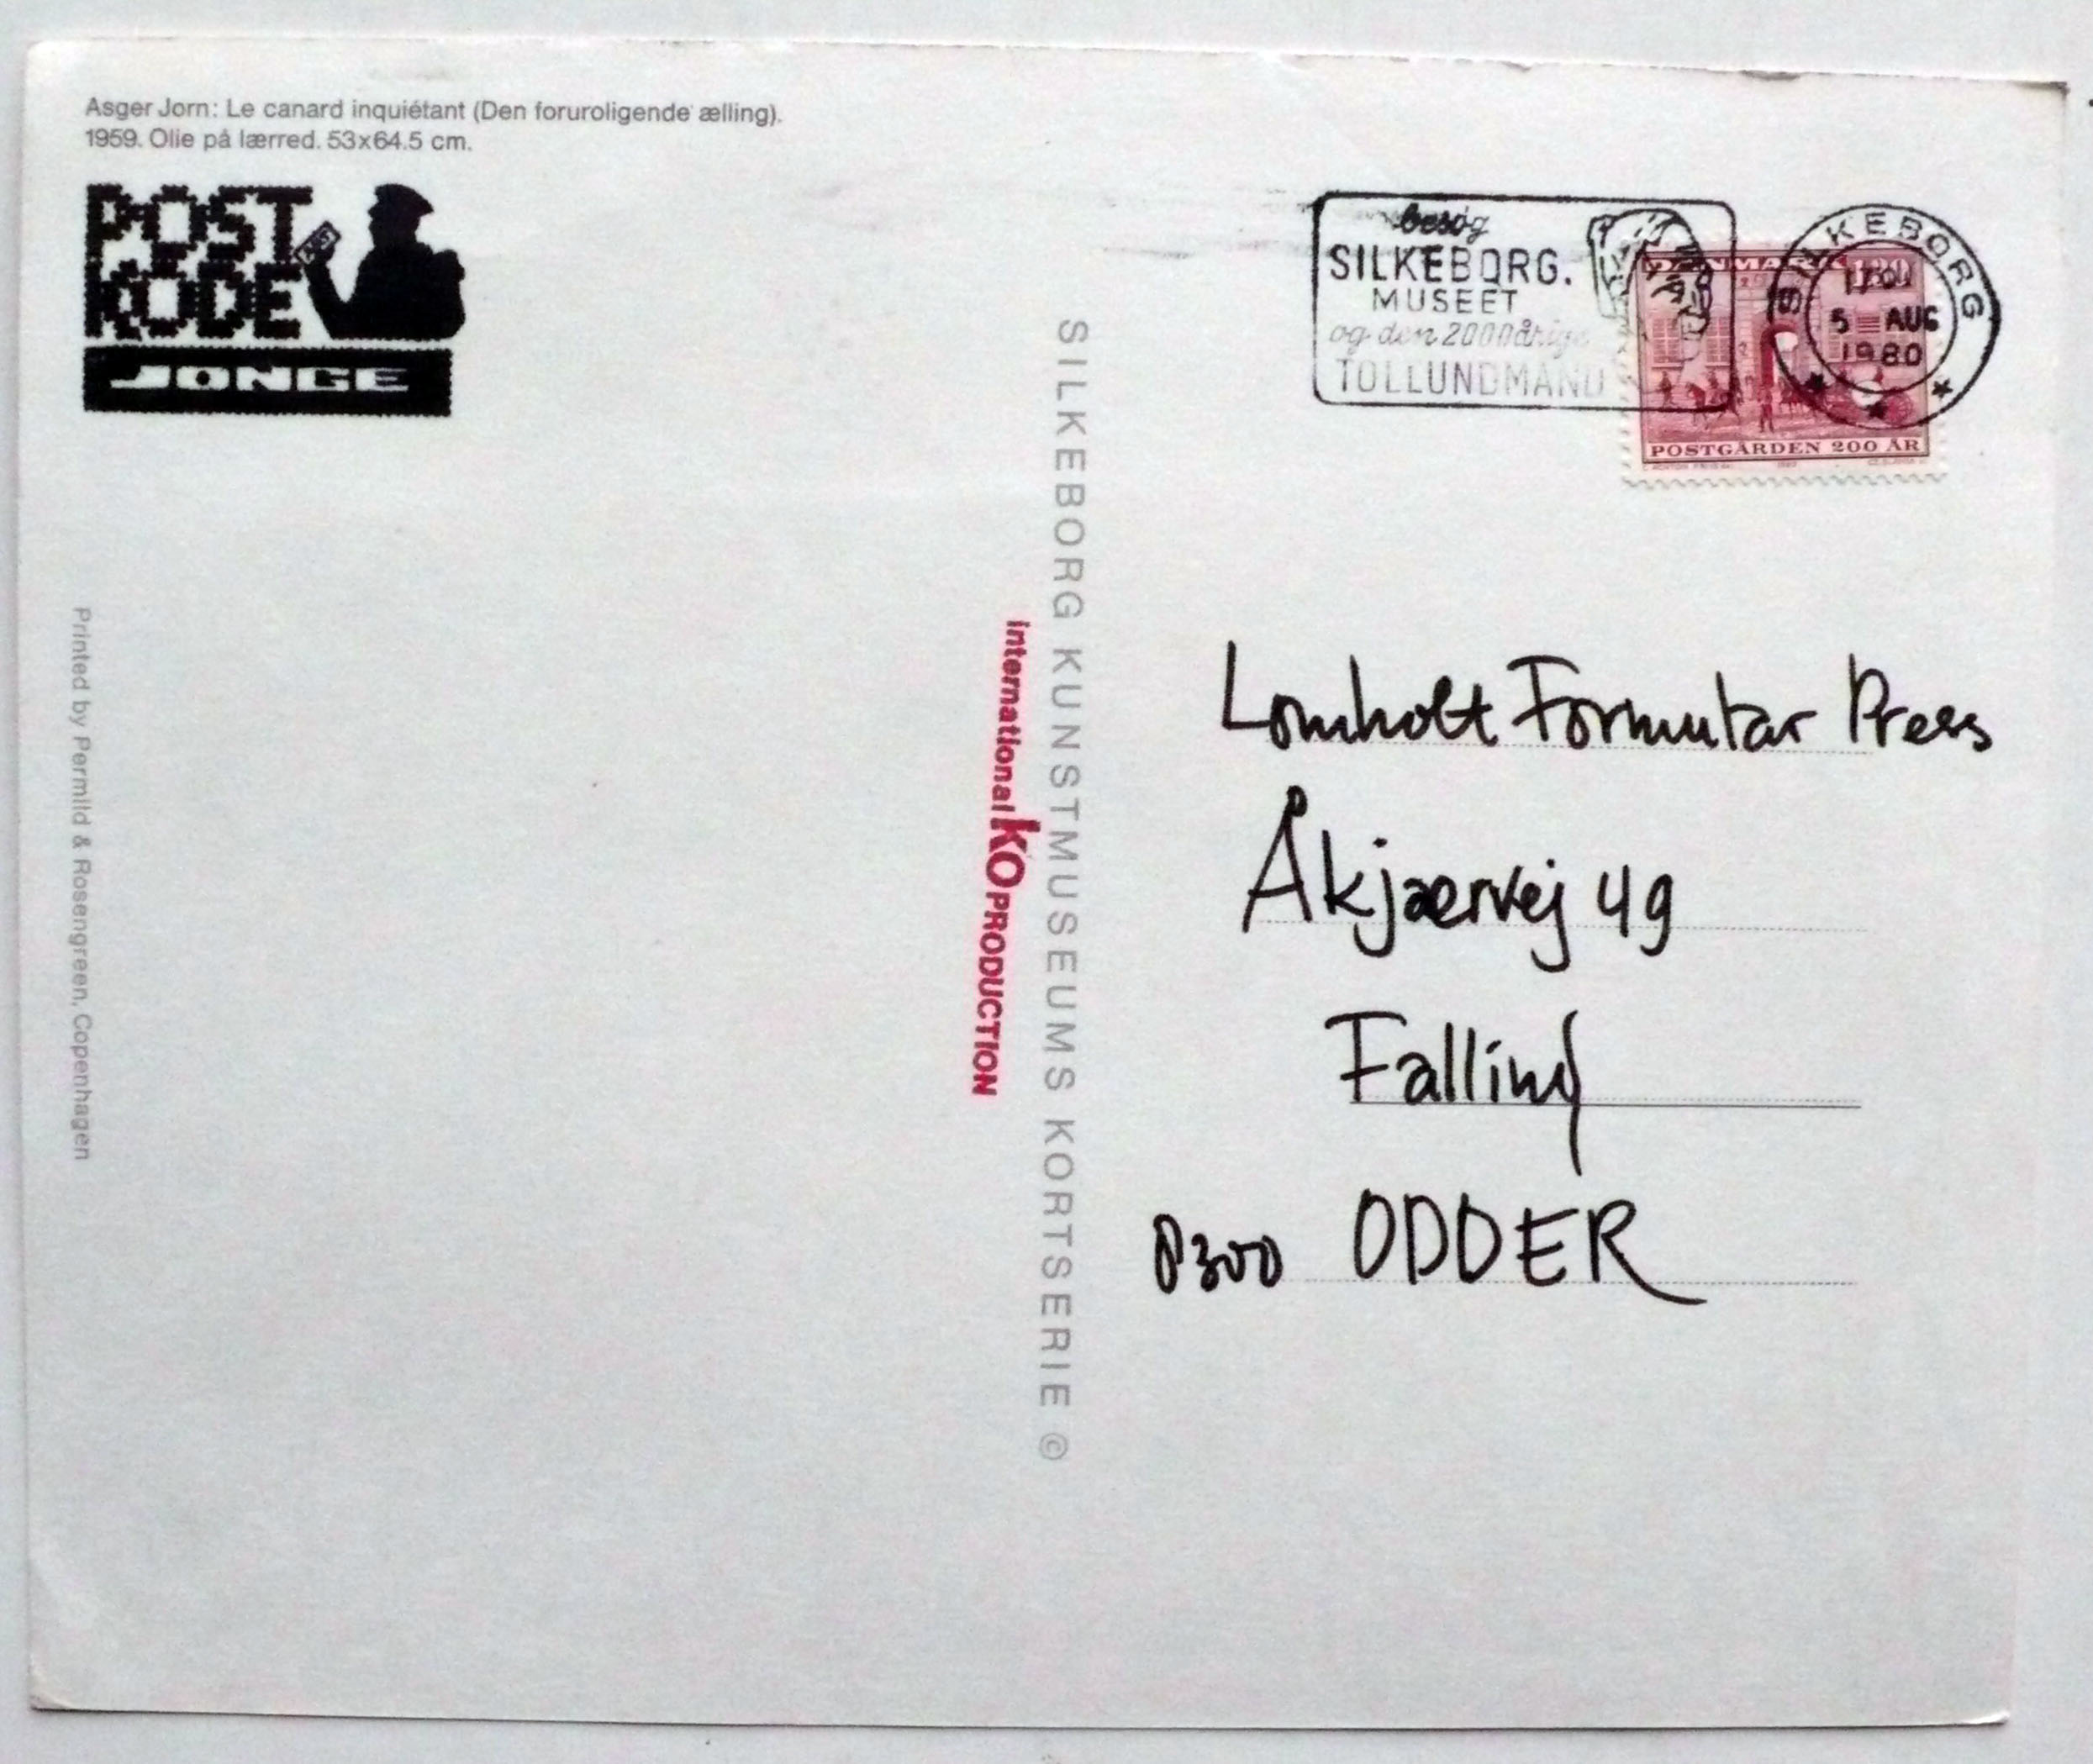 Asger Jorn: Le canard inquiétant (Den foruroligende ælling).
1959. Olie på lærred. 53x64.5 cm.
POST
KODE
JONGE
Printed by Permild & Rosengreen, Copenhagen
international KO PRODUCTION
SILKEBORG KUNSTMUSEUMS KORTSERIE ©
besøg
SILKEBORG.
MUSEET
og den 2000årige
TOLLUNDMAND
DANMARK 130
POSTGÅRDEN 200 ÅR
SILKEBORG
5 AUG
1980
Lomholt Formular Press
Åkjærvej 49
Falling
8300 ODDER